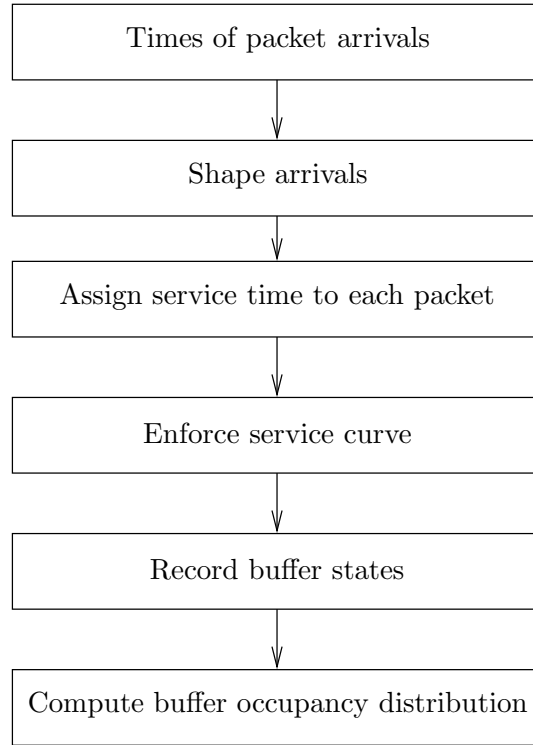 Times of packet arrivals
Shape arrivals
Assign service time to each packet
Enforce service curve
Record buffer states
Compute buffer occupancy distribution